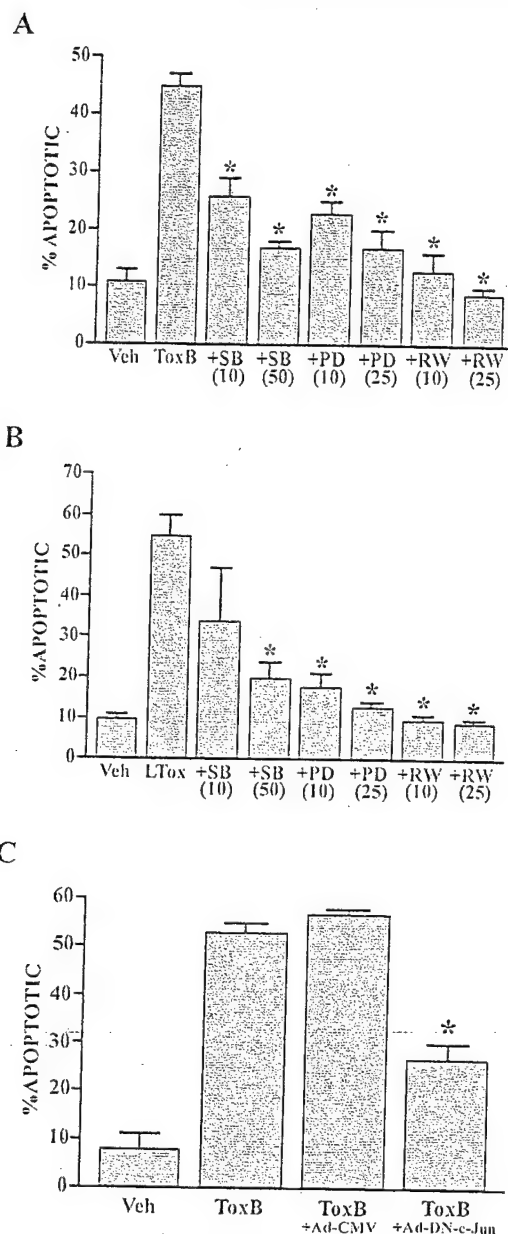 A
% APOPTOTIC
50
40
30
20
10
0
* * * * * *
Veh ToxB +SB +SB +PD +PD +RW +RW
(10) (50) (10) (25) (10) (25)
B
%APOPTOTIC
70
60
50
40
30
20
10
0
* * * * *
Veh LTox +SB +SB +PD +PD +RW +RW
(10) (50) (10) (25) (10) (25)
C
%APOPTOTIC
60
50
40
30
20
10
0
*
Veh ToxB ToxB ToxB
+Ad-CMV +Ad-DN-c-Jun